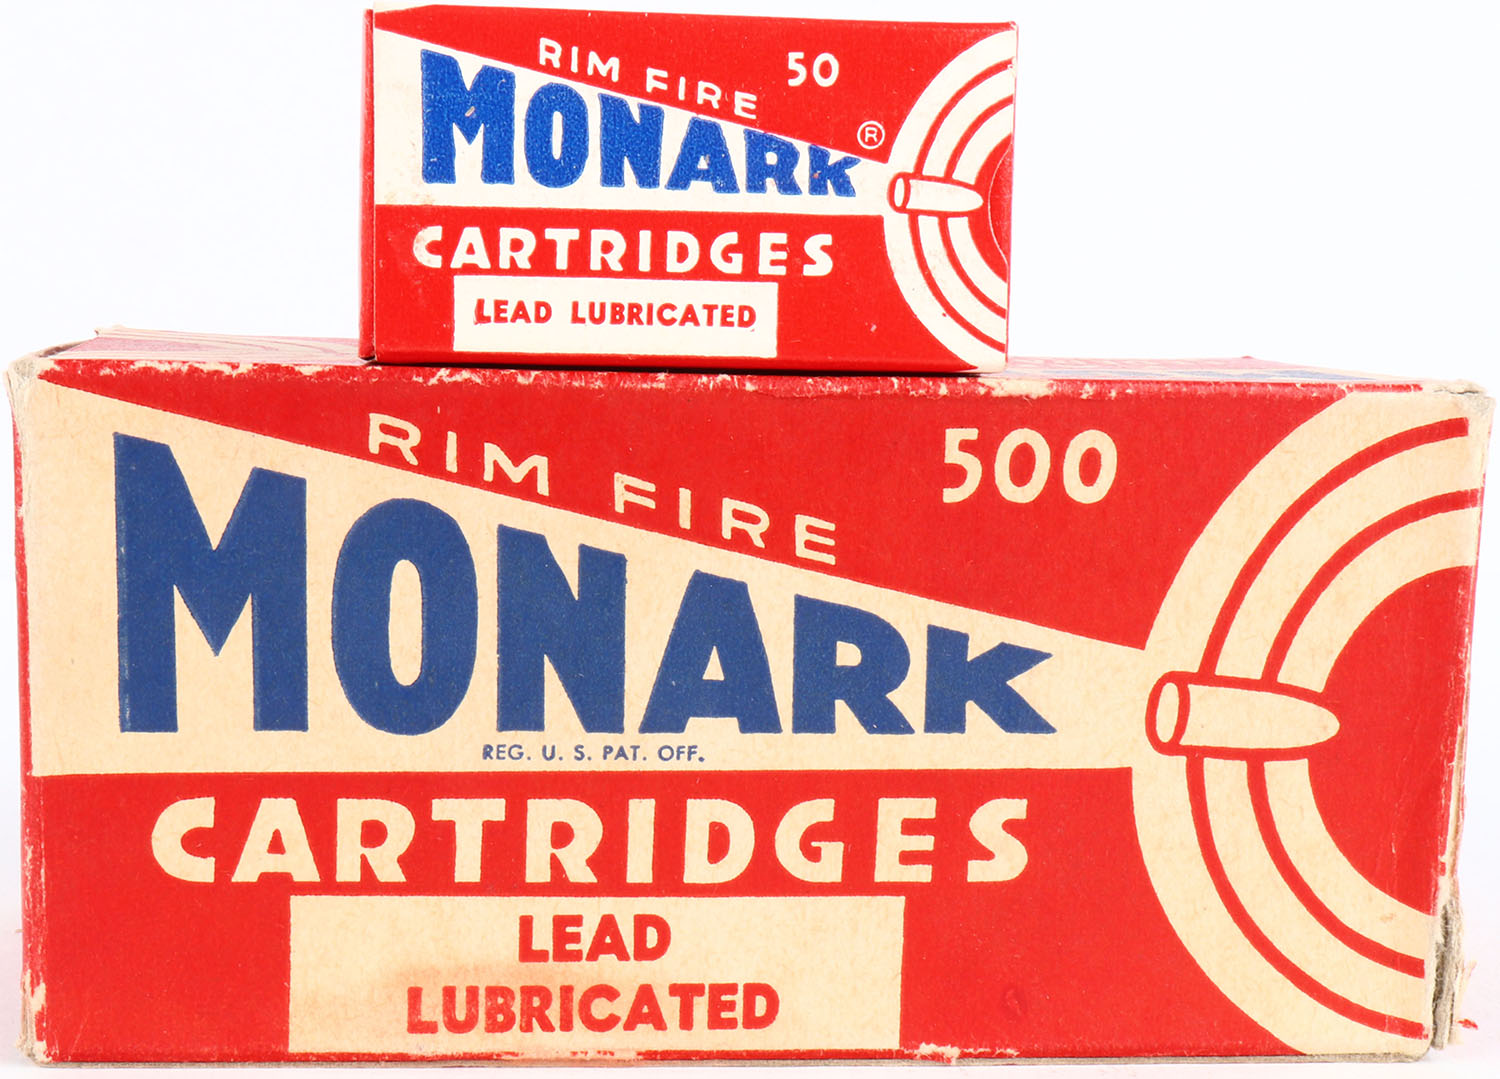 RIM FIRE 50
MONARK ®
CARTRIDGES
LEAD LUBRICATED
RIM FIRE 500
MONARK
REG. U. S. PAT. OFF.
CARTRIDGES
LEAD
LUBRICATED